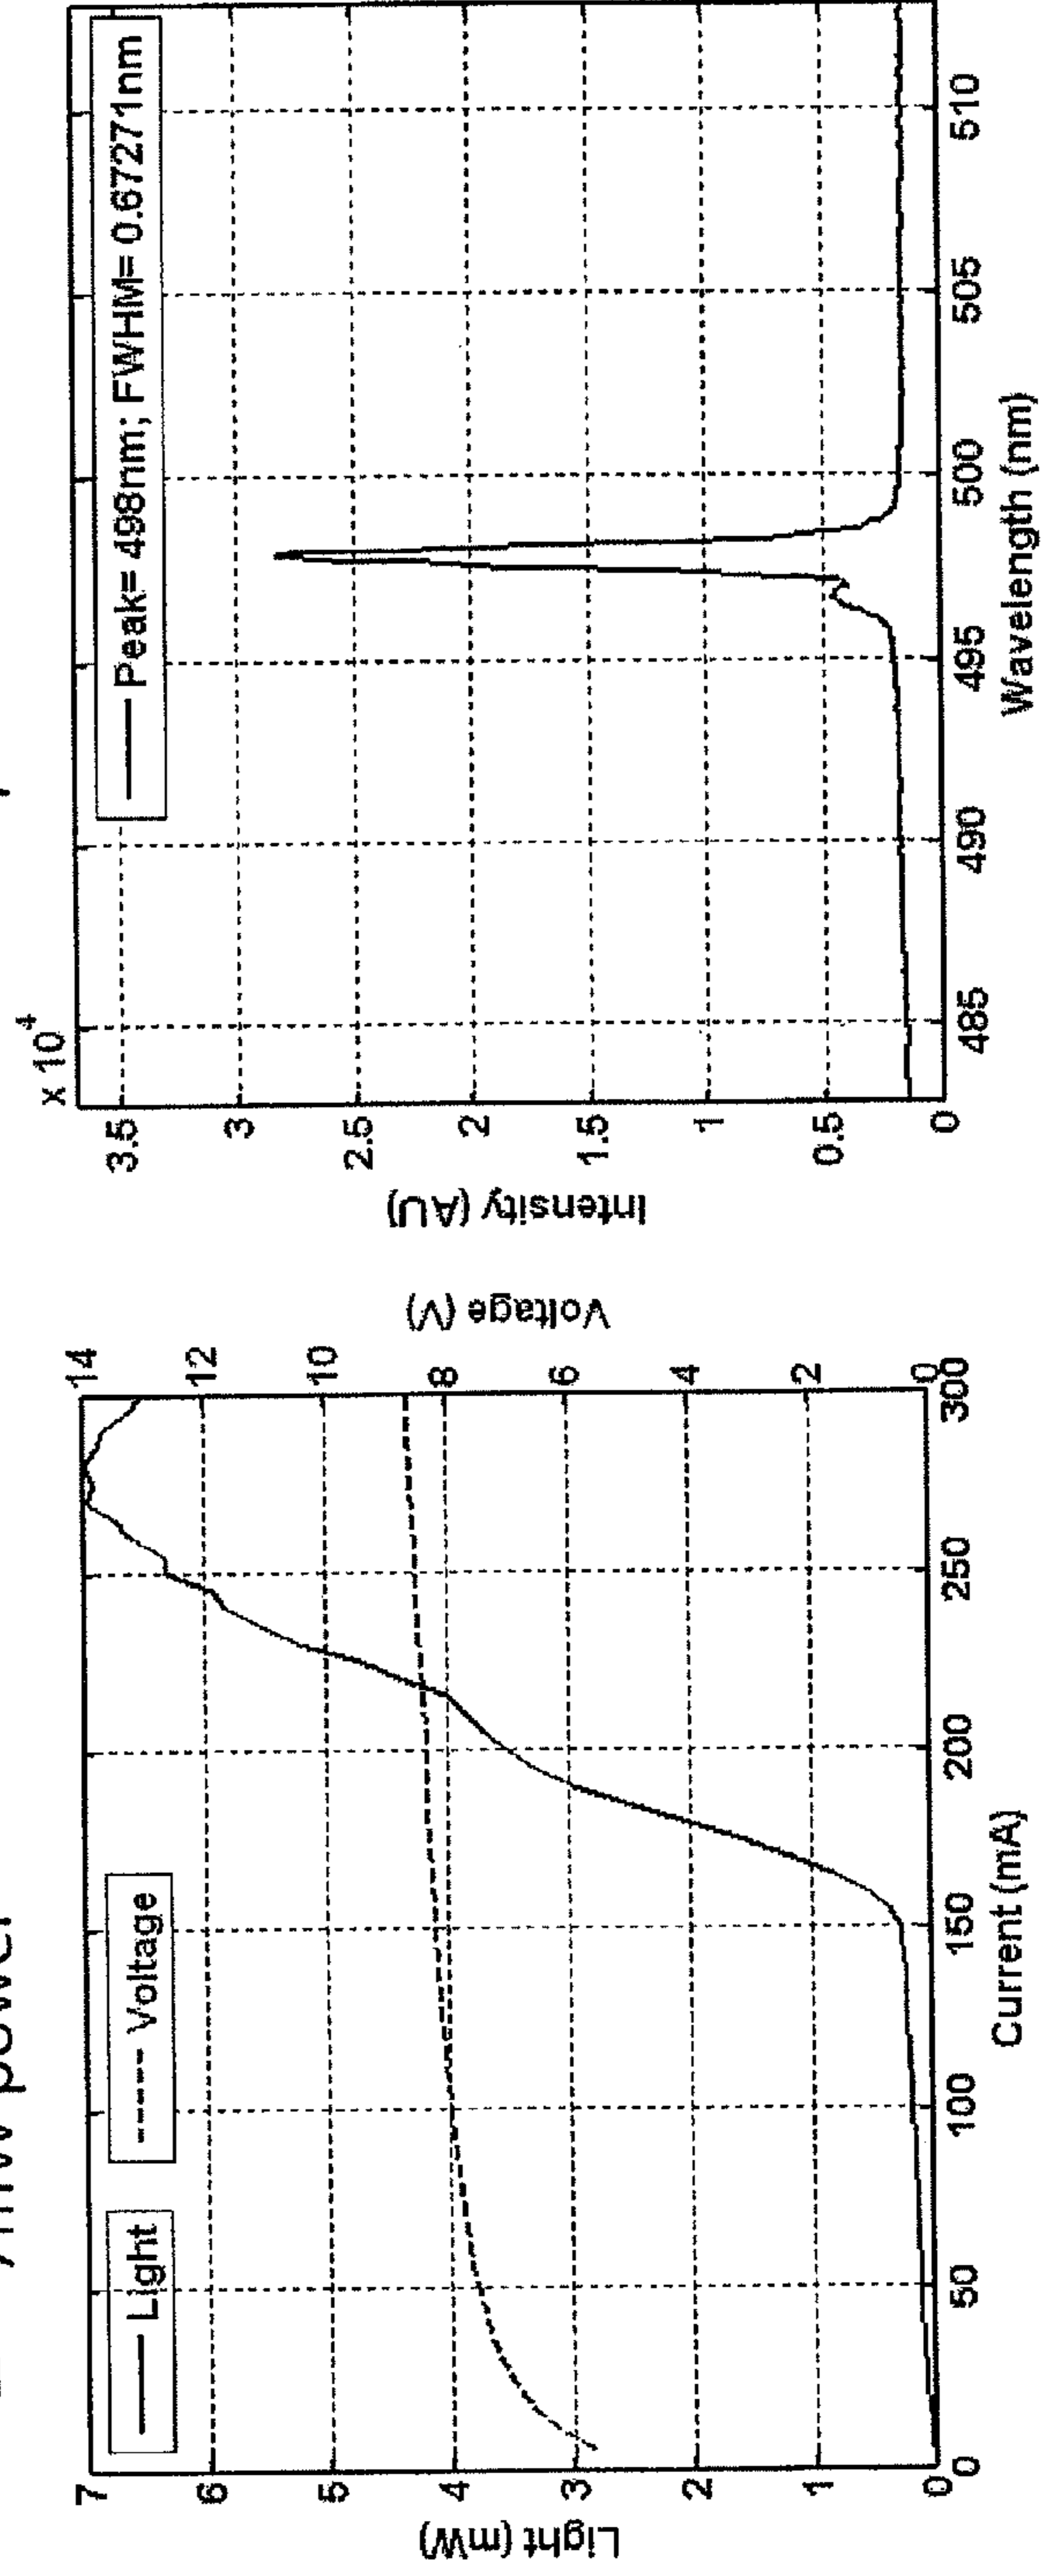 7mW power
Light
Voltage
7
6
5
4
3
2
1
0
Light (mW)
14
12
10
8
6
4
2
0
Voltage (V)
0 50 100 150 200 250 300
Current (mA)
x 10^4
Peak= 498nm; FWHM= 0.67271nm
3.5
3
2.5
2
1.5
1
0.5
0
Intensity (AU)
485 490 495 500 505 510
Wavelength (nm)